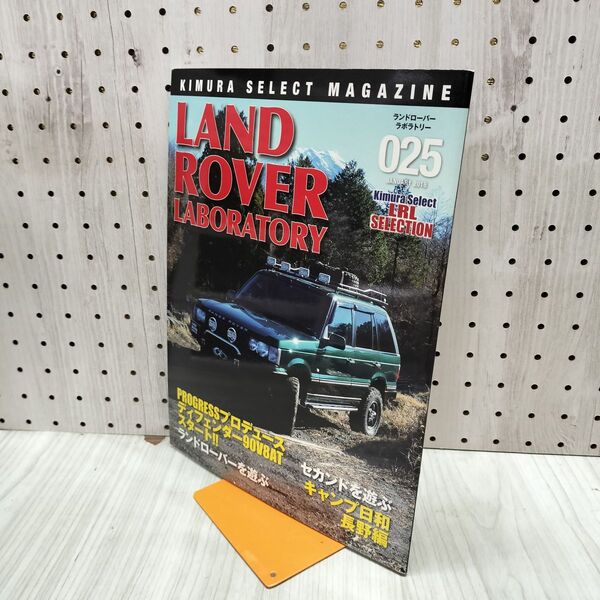 KIMURA SELECT MAGAZINE
LAND
ROVER
LABORATORY
ランドローバー
ラボラトリー
025
Kimura Select
LRL
SELECTION
PROGRESSプロデュース
ディフェンダー90V8AT
スタート!!
ランドローバーを遊ぶ
セカンドを遊ぶ
キャンプ日和
長野編